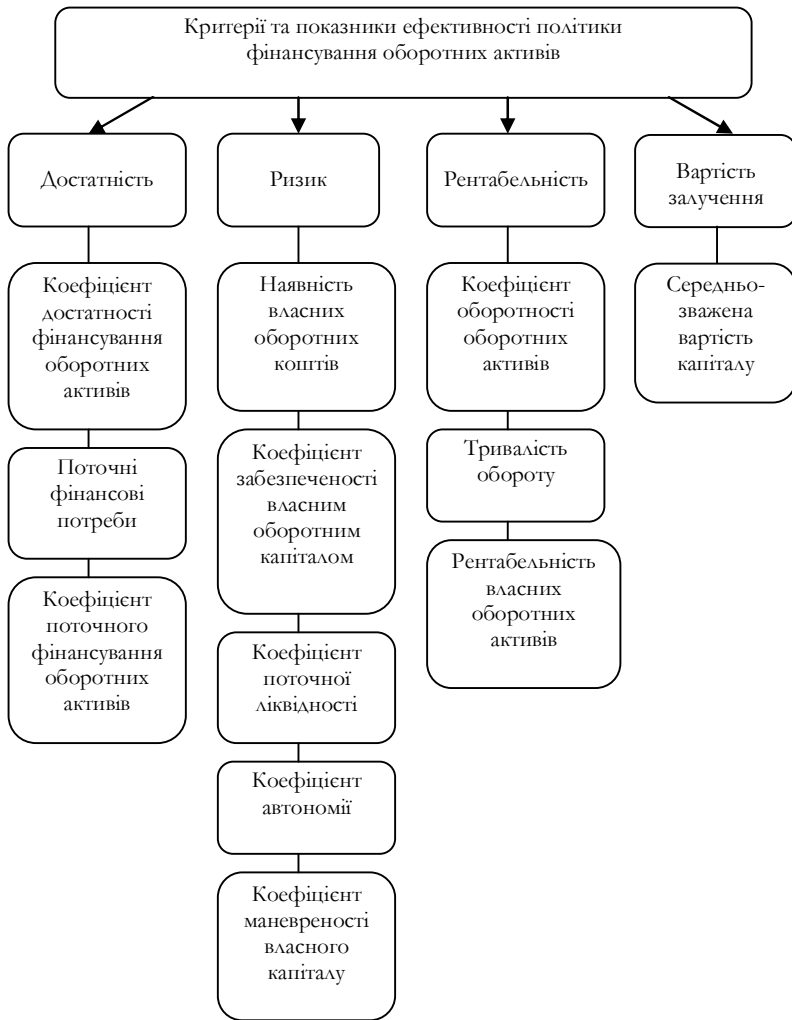 Критерії та показники ефективності політики
фінансування оборотних активів
Достатність
Ризик
Рентабельність
Вартість
залучення
Коефіцієнт
достатності
фінансування
оборотних
активів
Поточні
фінансові
потреби
Коефіцієнт
поточного
фінансування
оборотних
активів
Наявність
власних
оборотних
коштів
Коефіцієнт
забезпеченості
власним
оборотним
капіталом
Коефіцієнт
поточної
ліквідності
Коефіцієнт
автономії
Коефіцієнт
маневреності
власного
капіталу
Коефіцієнт
оборотності
оборотних
активів
Тривалість
обороту
Рентабельність
власних
оборотних
активів
Середньо-
зважена
вартість
капіталу